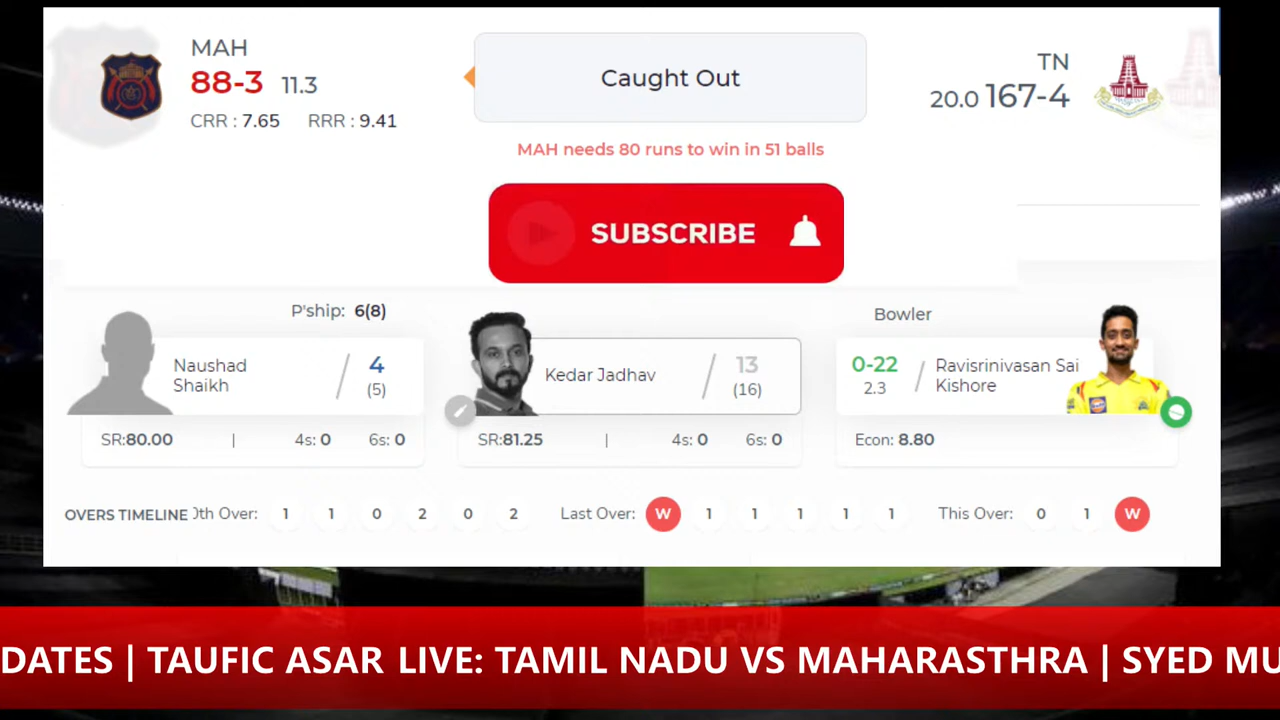 MAH
88-3 11.3
CRR : 7.65 RRR : 9.41
Caught Out
MAH needs 80 runs to win in 51 balls
TN
20.0 167-4
SUBSCRIBE
P'ship: 6(8)
Naushad
Shaikh
4
(5)
SR:80.00 | 4s: 0 6s: 0
Kedar Jadhav
13
(16)
SR:81.25 | 4s: 0 6s: 0
Bowler
0-22
2.3
Ravisrinivasan Sai
Kishore
Econ: 8.80
OVERS TIMELINE th Over: 1 1 0 2 0 2 Last Over: W 1 1 1 1 1 This Over: 0 1 W
DATES | TAUFIC ASAR LIVE: TAMIL NADU VS MAHARASTHRA | SYED MU